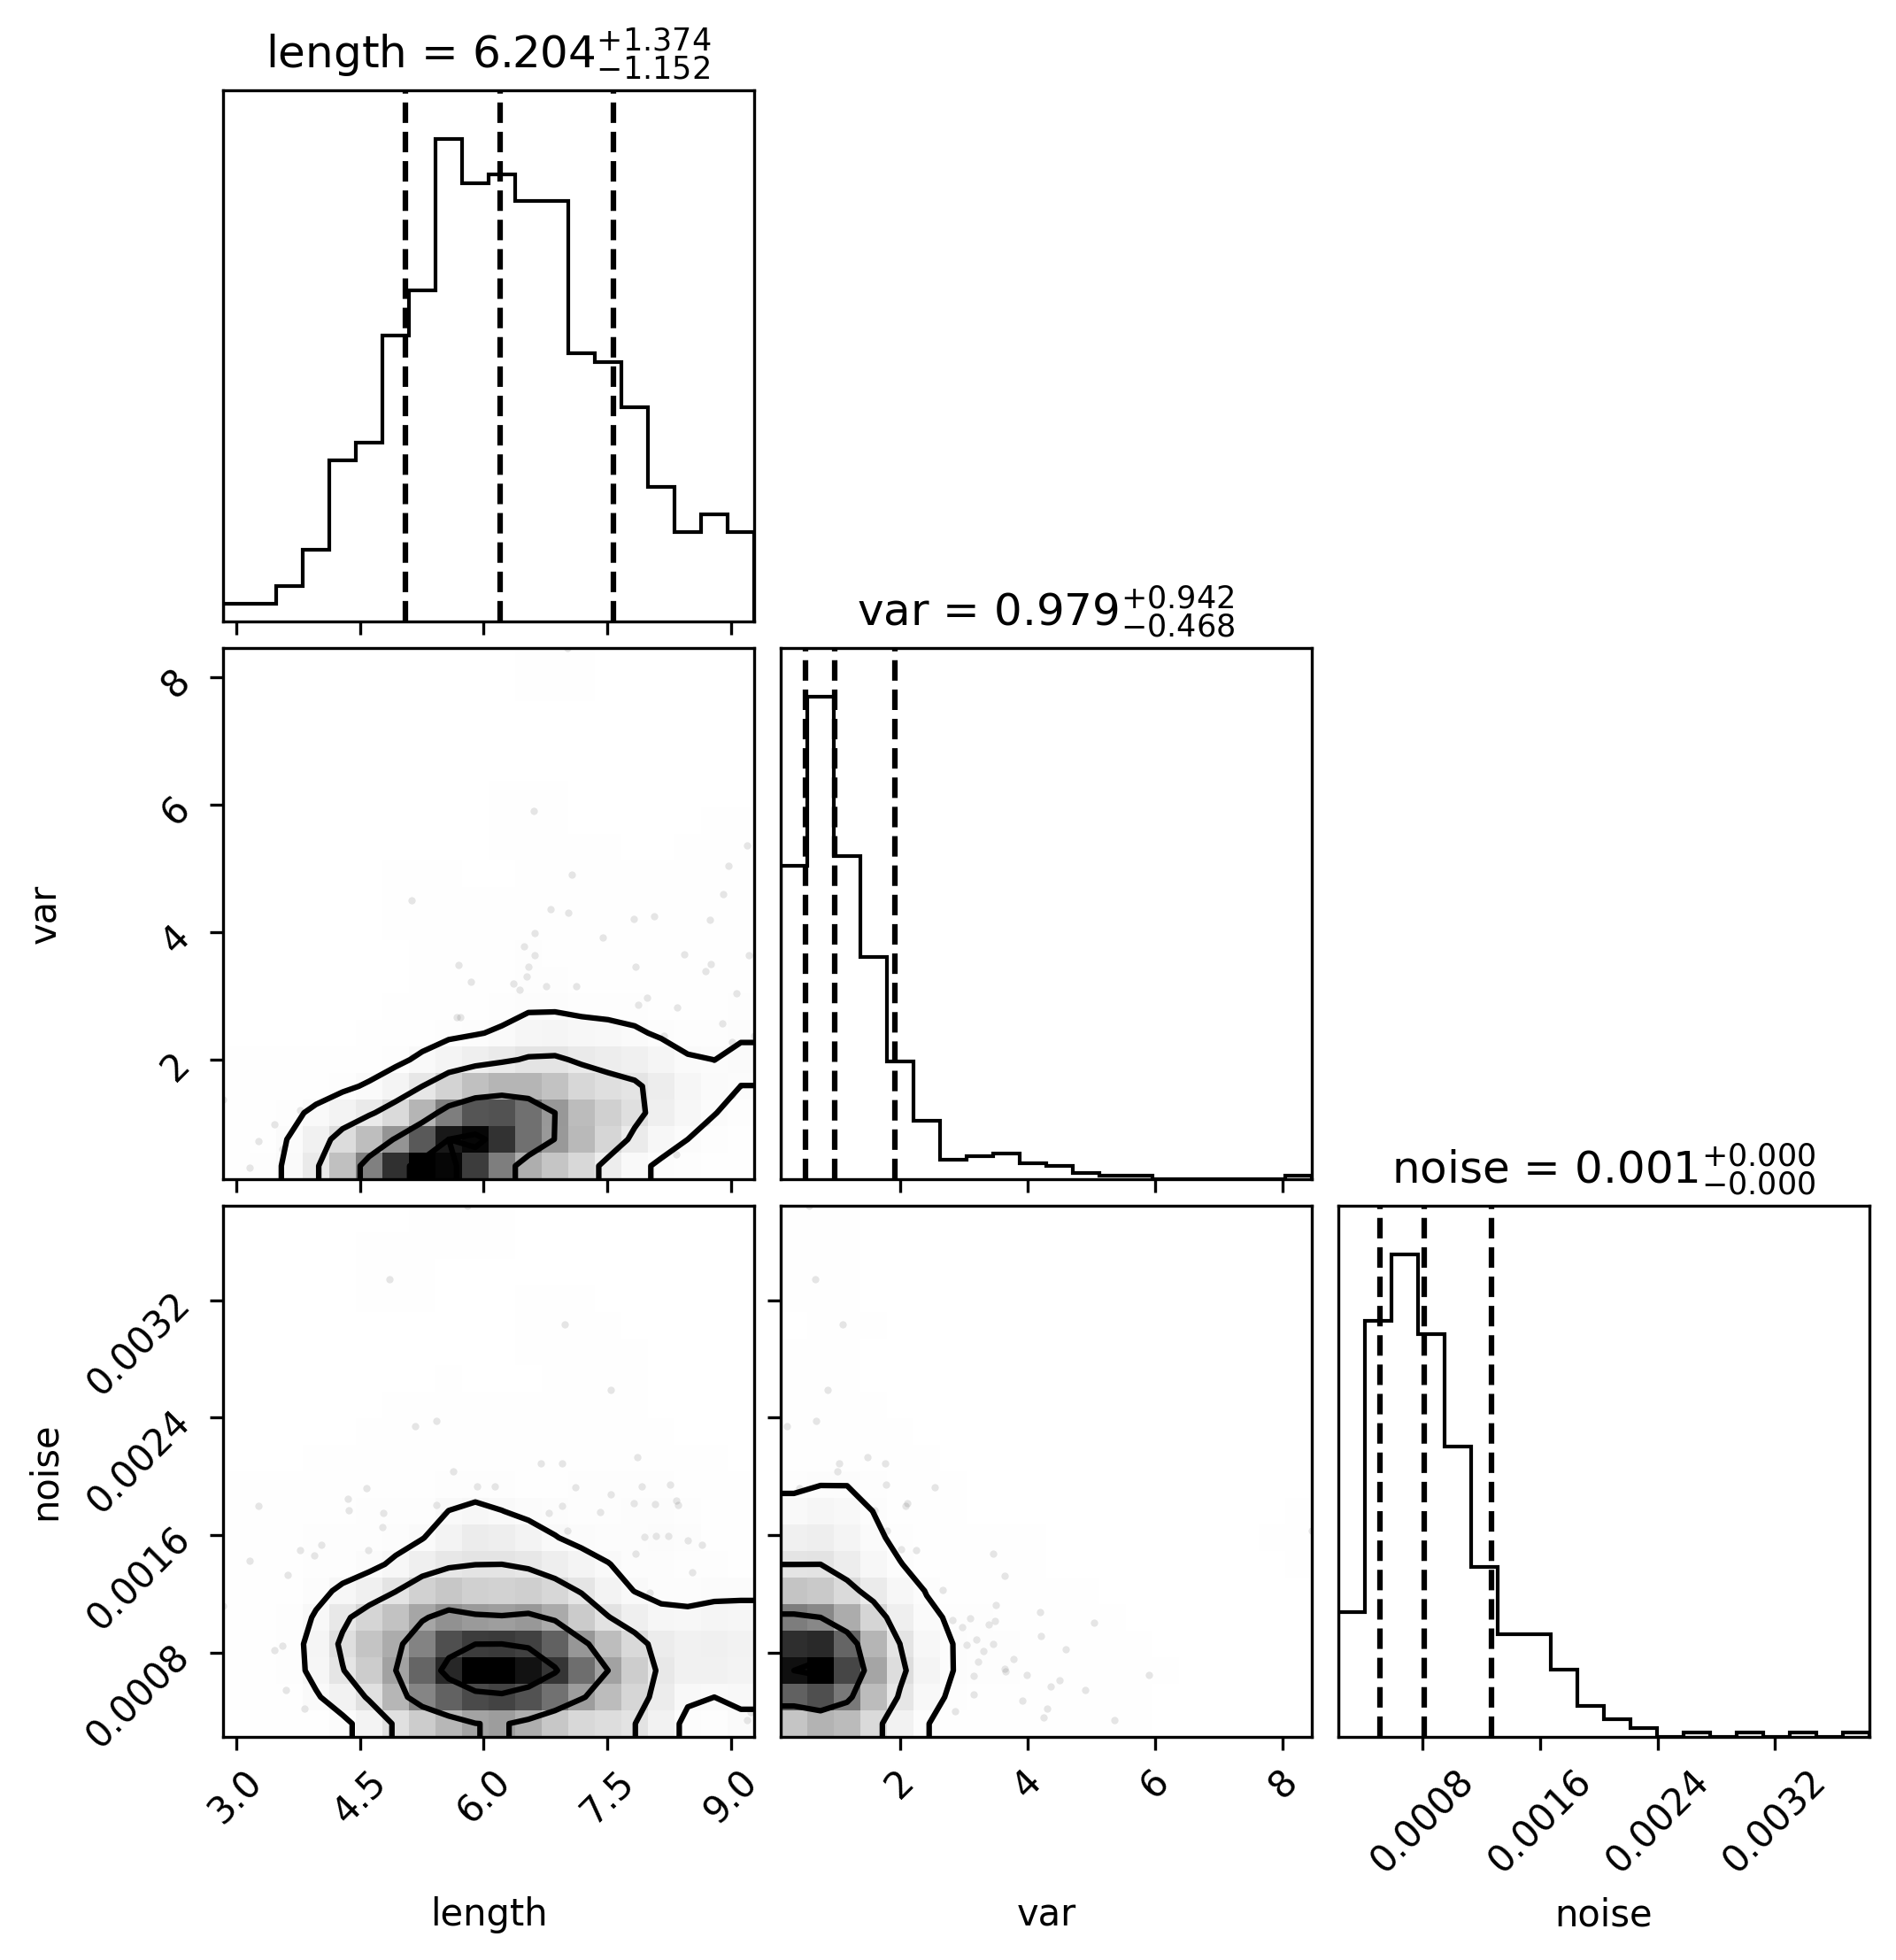 length = 6.204 +1.374 −1.152
var = 0.979 +0.942 −0.468
8
6
4
2
var
noise = 0.001 +0.000 −0.000
0.0032
0.0024
0.0016
0.0008
noise
3.0 4.5 6.0 7.5 9.0 2 4 6 8 0.0008 0.0016 0.0024 0.0032
length var noise